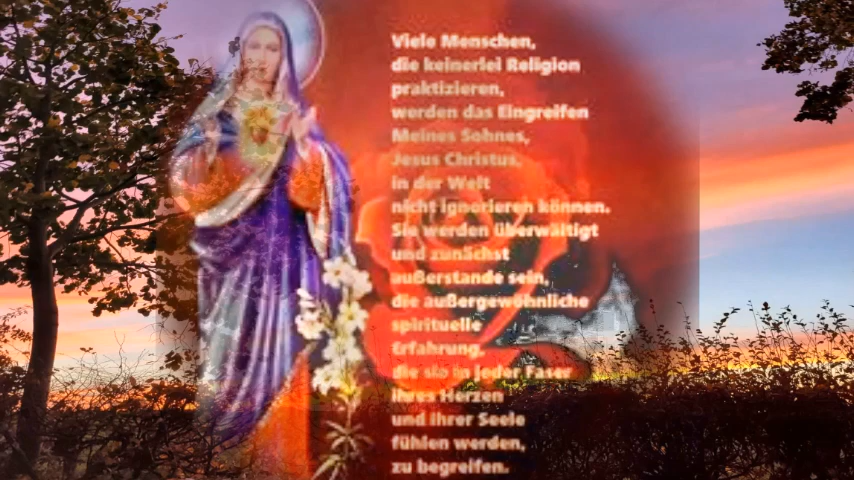 Viele Menschen,
die keinerlei Religion
praktizieren,
werden das Eingreifen
Meines Sohnes,
Jesus Christus,
in der Welt
nicht ignorieren können.
Sie werden überwältigt
und zunächst
außerstande sein,
die außergewöhnliche
spirituelle
Erfahrung,
die sie in jeder Faser
ihres Herzen
und ihrer Seele
fühlen werden,
zu begreifen.